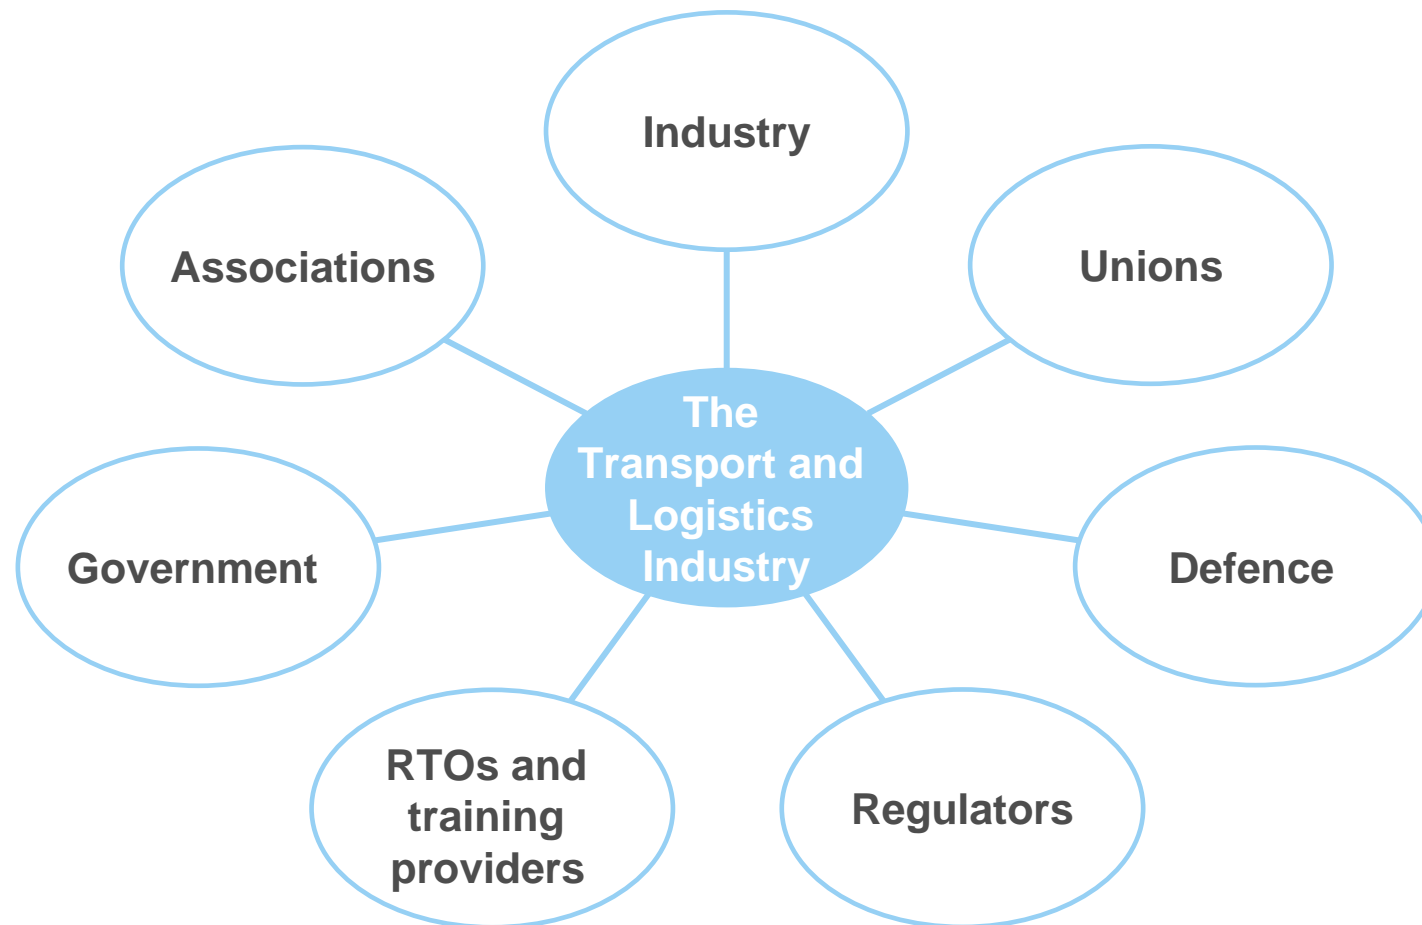 Industry
Associations
Unions
The
Transport and
Logistics
Industry
Government
Defence
RTOs and
training
providers
Regulators